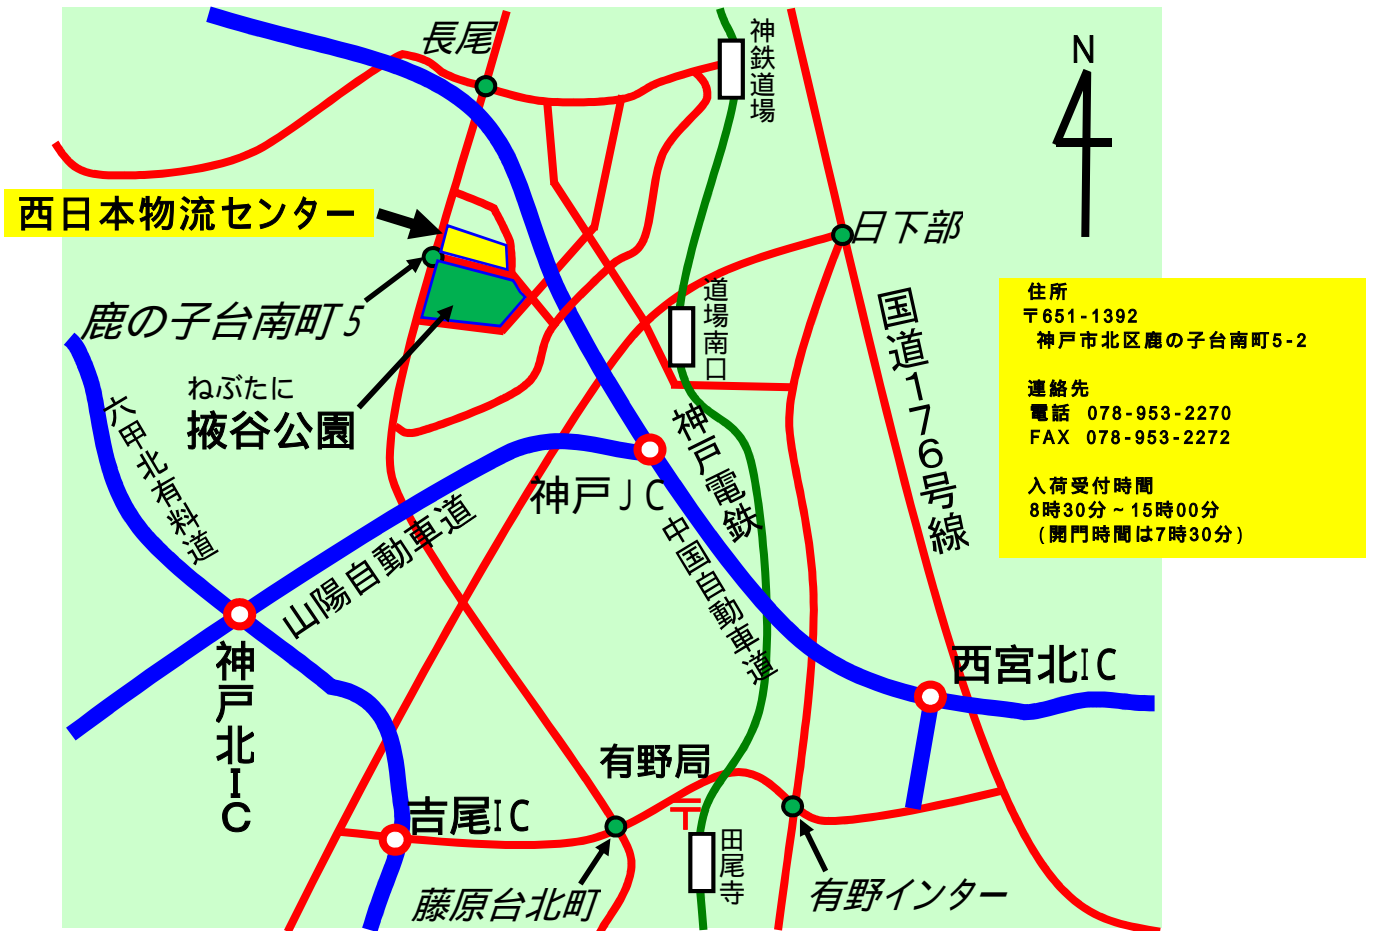 長尾
神鉄道場
N
西日本物流センター
日下部
鹿の子台南町5
道場南口
国道176号線
住所
〒651-1392
神戸市北区鹿の子台南町5-2
連絡先
電話 078-953-2270
FAX 078-953-2272
入荷受付時間
8時30分~15時00分
(開門時間は7時30分)
ねぶたに
掖谷公園
六甲北有料道
神戸電鉄
神戸JC
山陽自動車道
中国自動車道
神戸北IC
西宮北IC
有野局
〒
吉尾IC
田尾寺
藤原台北町
有野インター